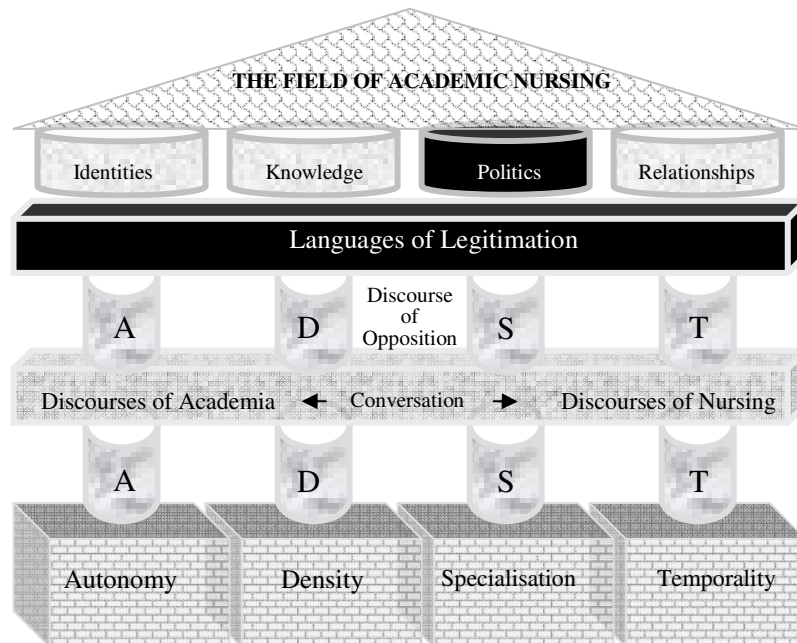 THE FIELD OF ACADEMIC NURSING
Identities Knowledge Politics Relationships
Languages of Legitimation
A D S T
Discourse
of
Opposition
Discourses of Academia Conversation Discourses of Nursing
A D S T
Autonomy Density Specialisation Temporality